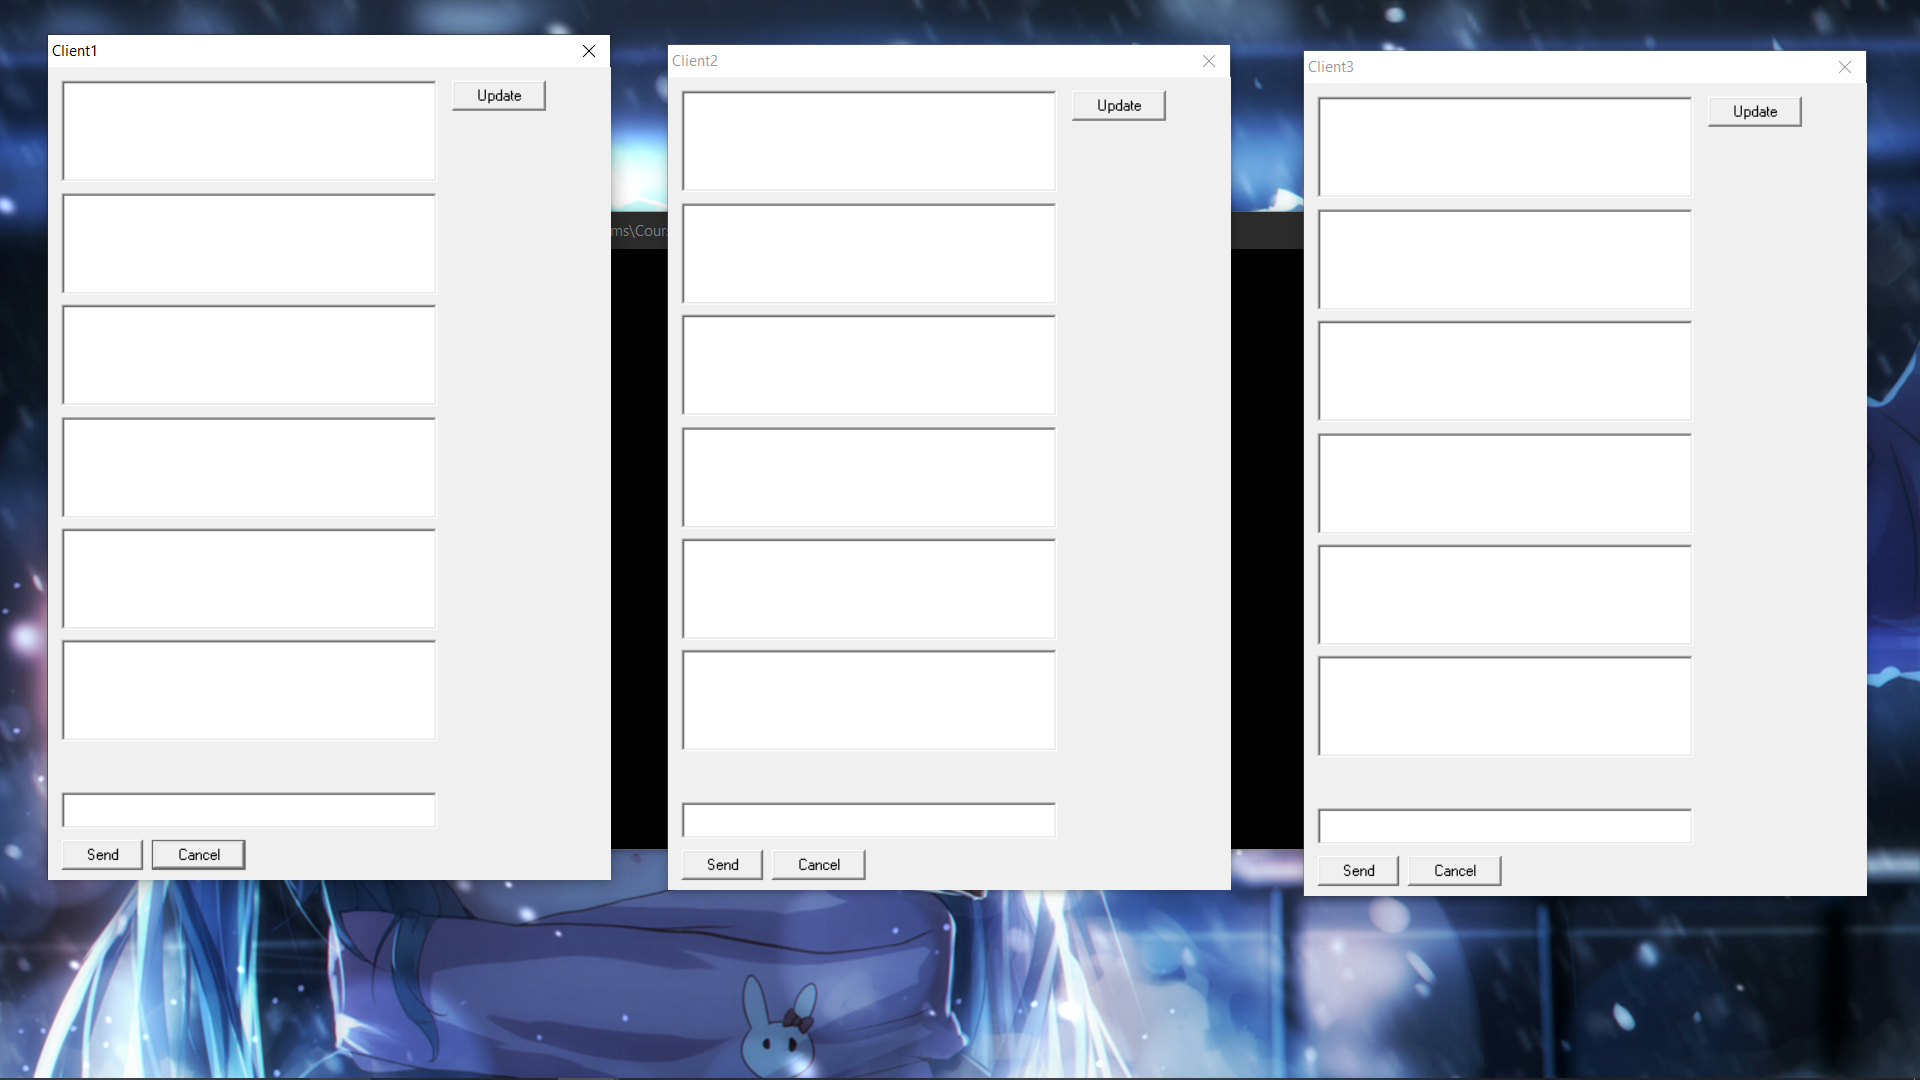 Client1
Update
Send
Cancel
ms\Cour
Client2
Update
Send
Cancel
Client3
Update
Send
Cancel